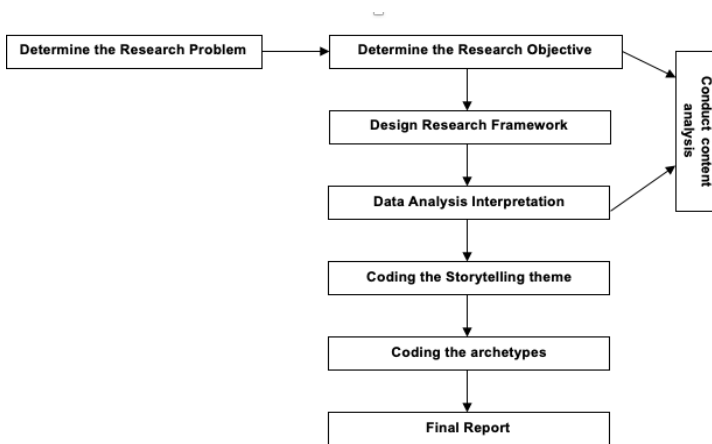 Determine the Research Problem
Determine the Research Objective
Conduct content
analysis
Design Research Framework
Data Analysis Interpretation
Coding the Storytelling theme
Coding the archetypes
Final Report